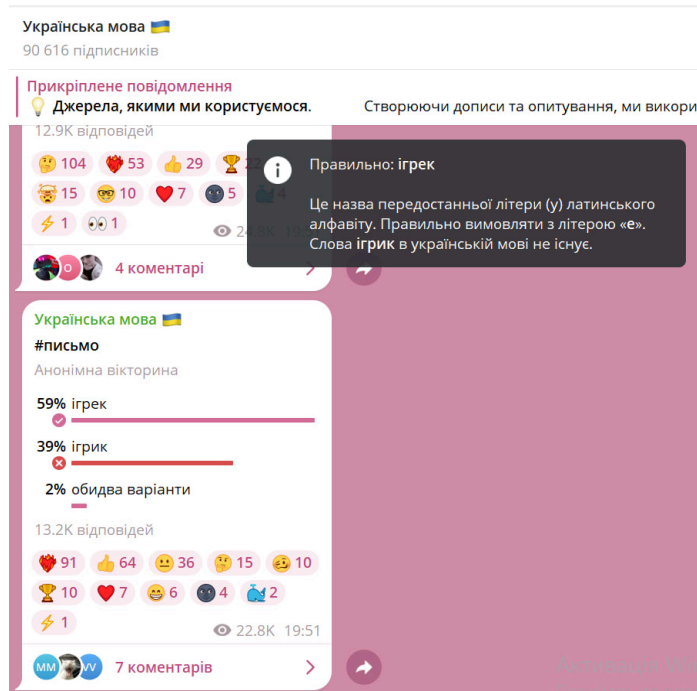 Українська мова 🇺🇦
90 616 підписників
Прикріплене повідомлення
💡 Джерела, якими ми користуємося. Створюючи дописи та опитування, ми
12.9K відповідей
🤔 104 ❤️‍🔥 53 👍 29 🏆
🤯 15 🤓 10 ❤️ 7 🌚 5 🐳 4
⚡ 1 👀 1
4 коментарі
Правильно: ігрек
Це назва передостанньої літери (y) латинського
алфавіту. Правильно вимовляти з літерою «е».
Слова ігрик в українській мові не існує.
Українська мова 🇺🇦
#письмо
Анонімна вікторина
59% ігрек
39% ігрик
2% обидва варіанти
13.2K відповідей
❤️‍🔥 91 👍 64 😐 36 🤔 15 🥴 10
🏆 10 ❤️ 7 😁 6 🌚 4 🐳 2
⚡ 1
22.8K 19:51
MM VV 7 коментарів